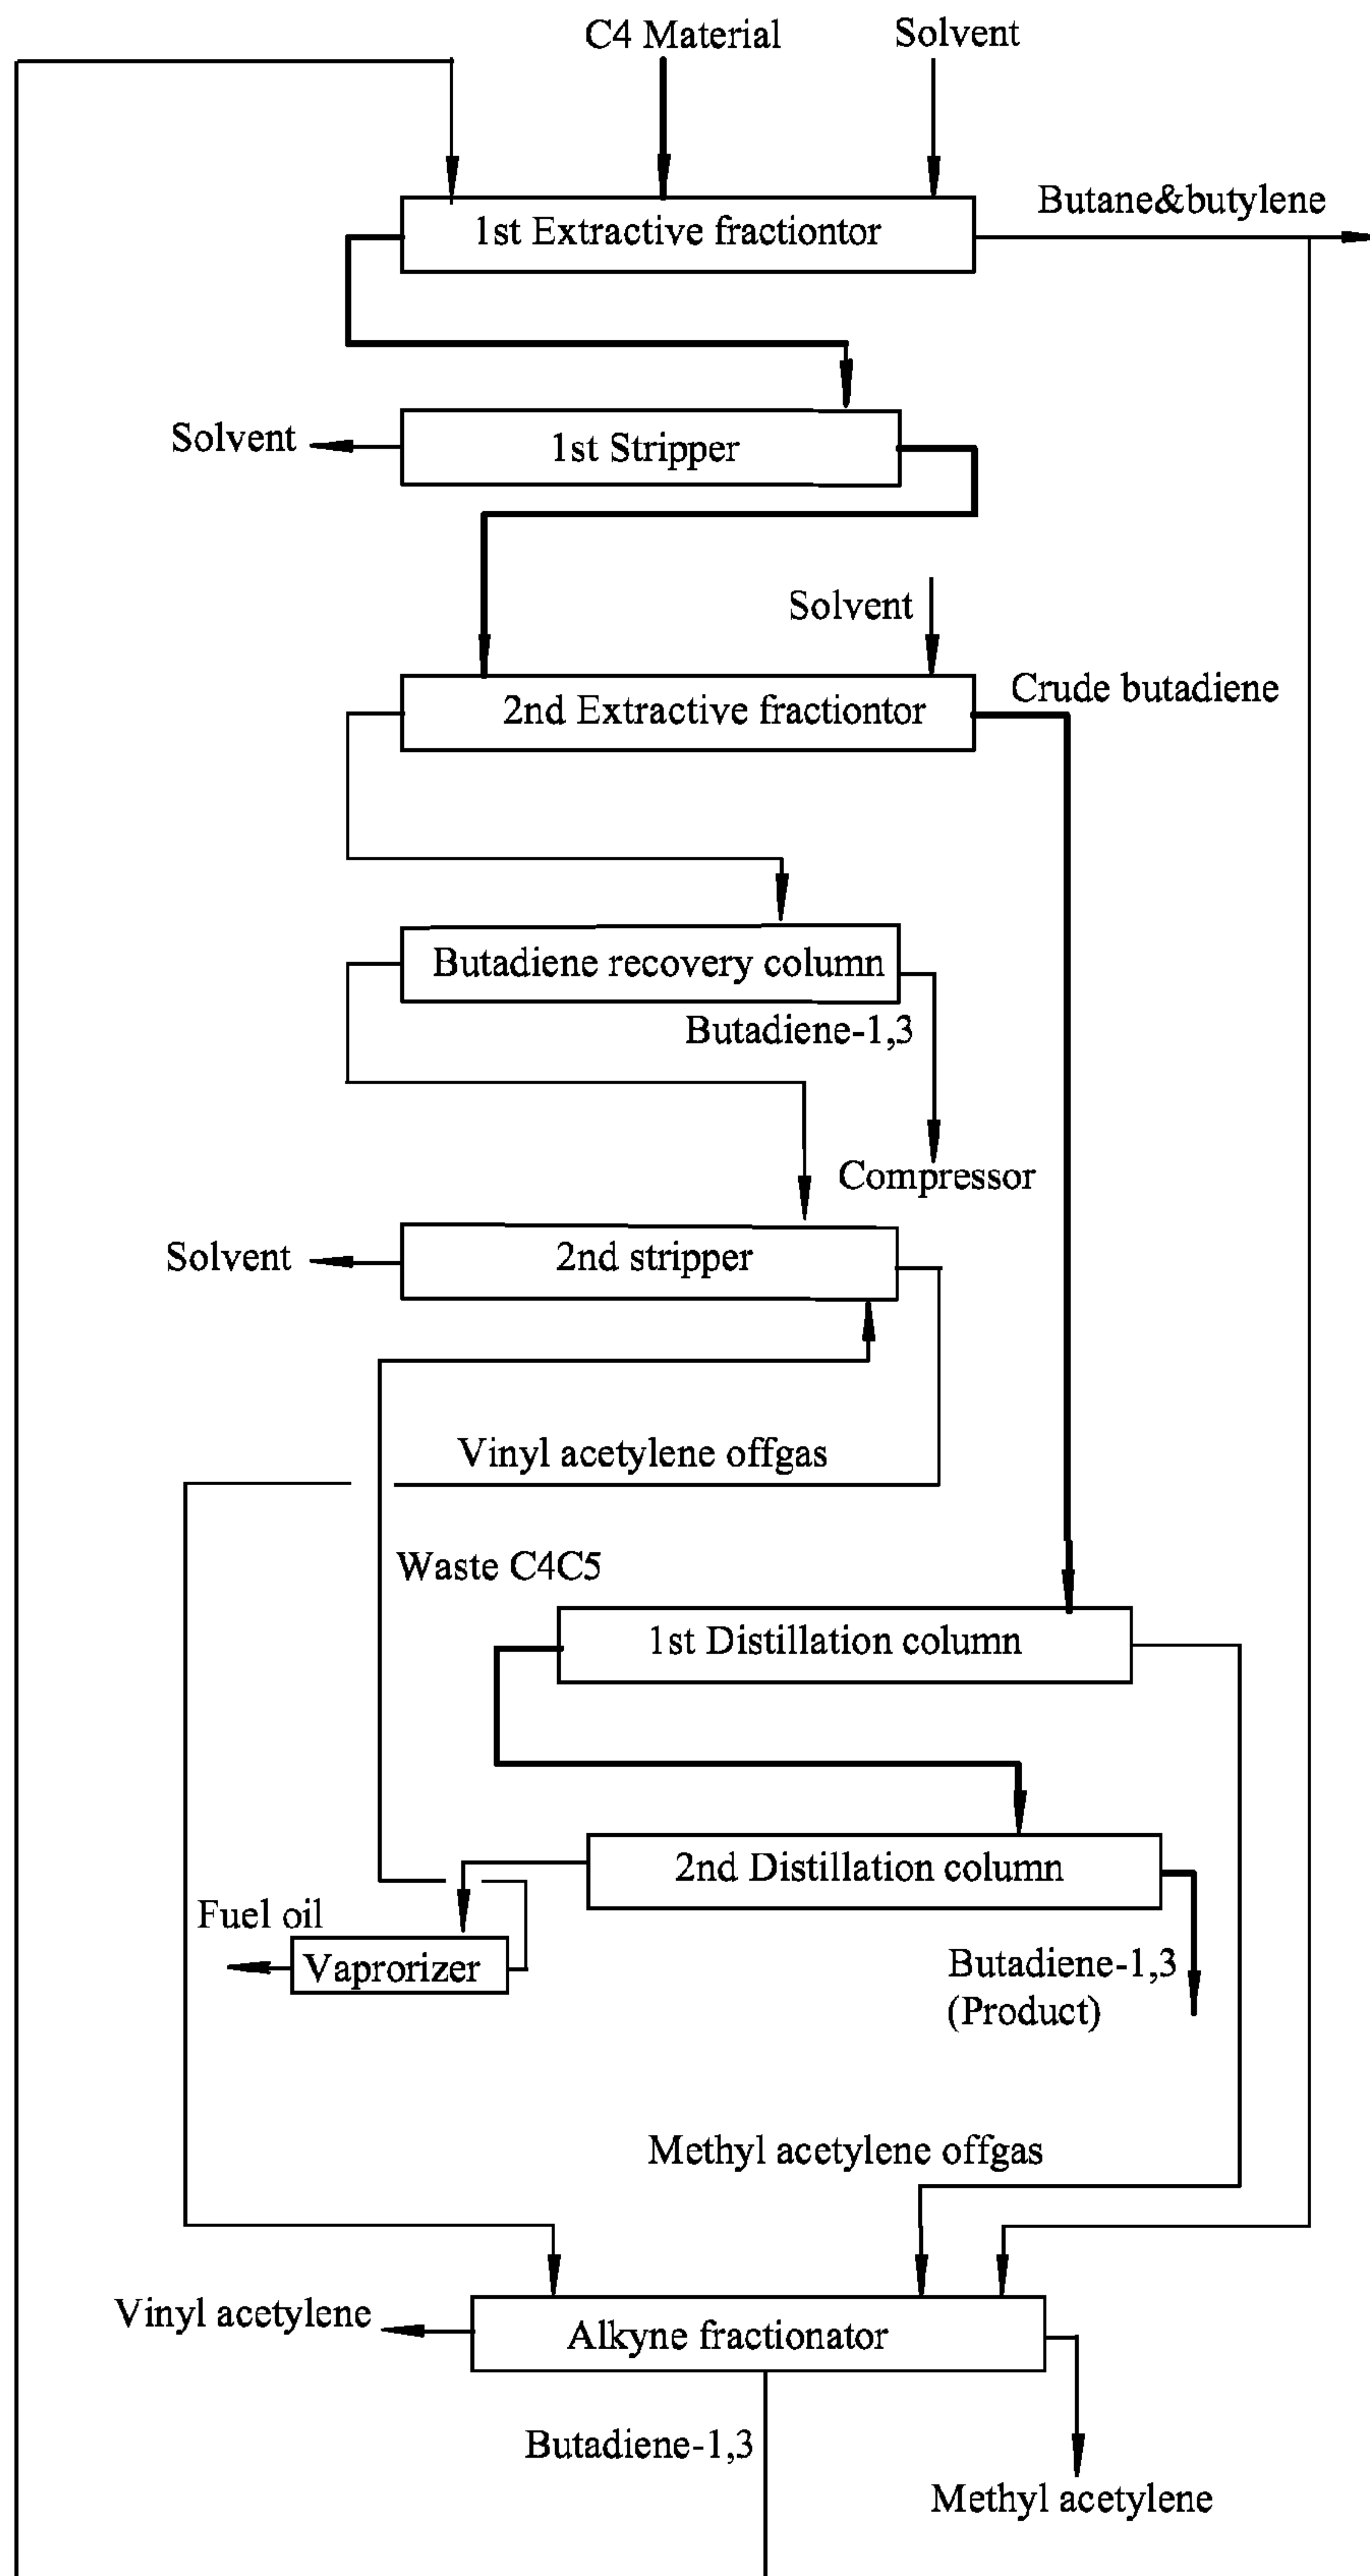 C4 Material
Solvent
Butane&butylene
1st Extractive fractiontor
Solvent
1st Stripper
Solvent
2nd Extractive fractiontor
Crude butadiene
Butadiene recovery column
Butadiene-1,3
Compressor
Solvent
2nd stripper
Vinyl acetylene offgas
Waste C4C5
1st Distillation column
2nd Distillation column
Fuel oil
Vaprorizer
Butadiene-1,3
(Product)
Methyl acetylene offgas
Vinyl acetylene
Alkyne fractionator
Butadiene-1,3
Methyl acetylene